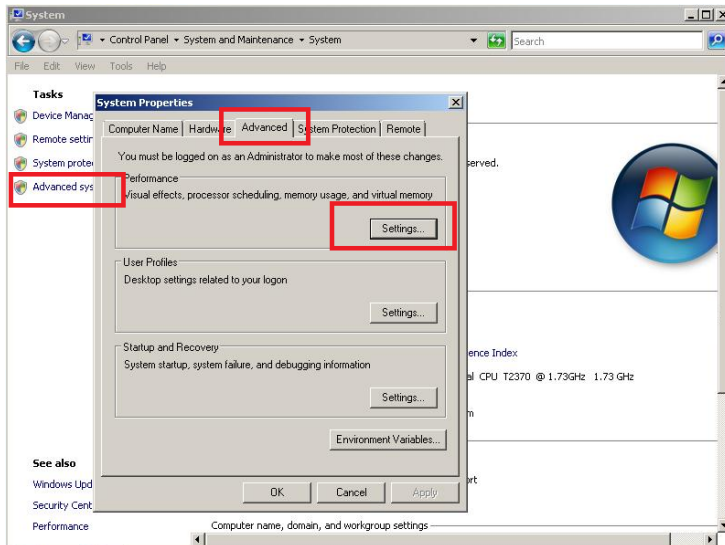 System
Control Panel
System and Maintenance
System
Search
File Edit View Tools Help
Tasks
Device Manag
Remote settin
System prote
Advanced sys
System Properties
Computer Name Hardware Advanced System Protection Remote
You must be logged on as an Administrator to make most of these changes.
Performance
Visual effects, processor scheduling, memory usage, and virtual memory
Settings...
User Profiles
Desktop settings related to your logon
Settings...
Startup and Recovery
System startup, system failure, and debugging information
Settings...
Environment Variables...
OK Cancel Apply
erved.
ence Index
al CPU T2370 @ 1.73GHz 1.73 GHz
m
ort
See also
Windows Upd
Security Cent
Performance
Computer name, domain, and workgroup settings